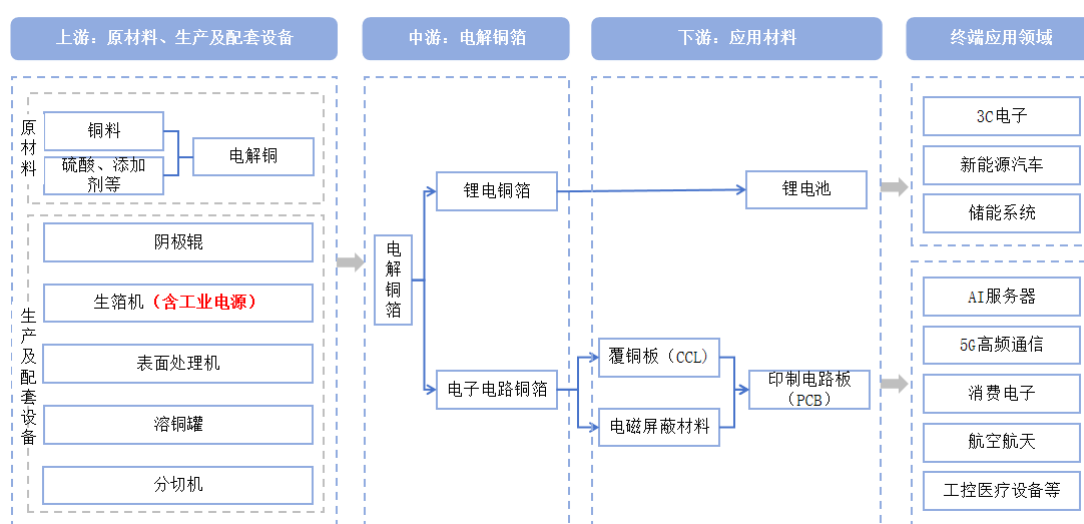 上游：原材料、生产及配套设备
中游：电解铜箔
下游：应用材料
终端应用领域
原材料
铜料
硫酸、添加
剂等
电解铜
生产及配套设备
阴极辊
生箔机（含工业电源）
表面处理机
溶铜罐
分切机
电解铜箔
锂电铜箔
电子电路铜箔
锂电池
覆铜板（CCL）
电磁屏蔽材料
印制电路板
（PCB）
3C电子
新能源汽车
储能系统
AI服务器
5G高频通信
消费电子
航空航天
工控医疗设备等